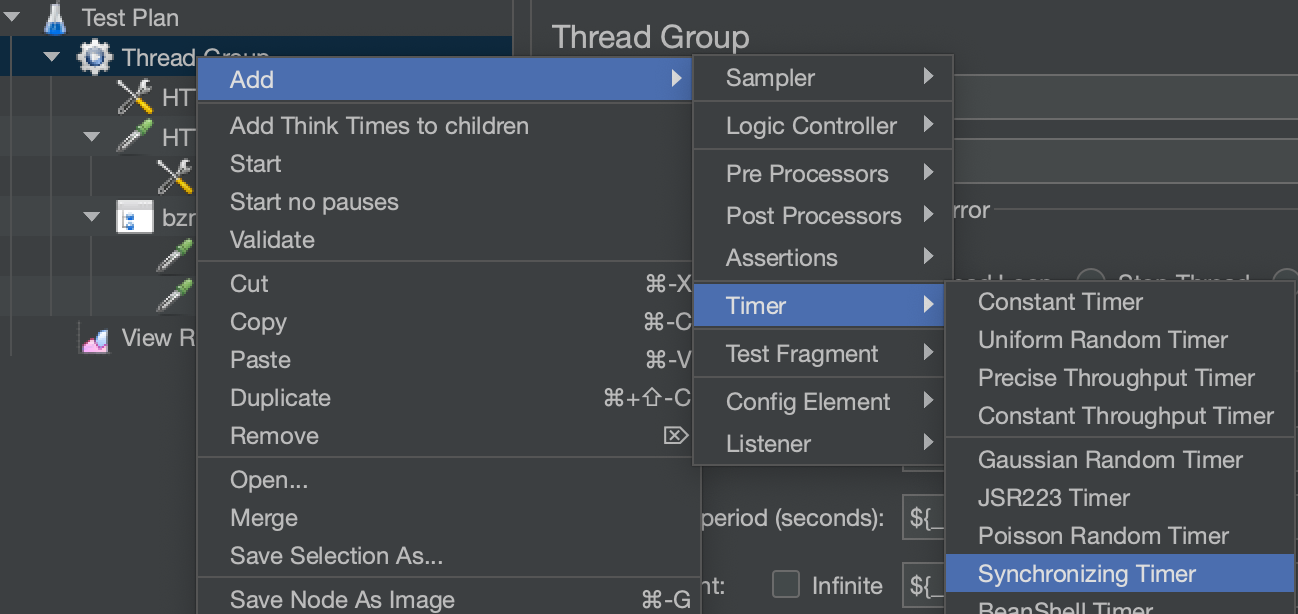 Test Plan
Thread Group
HT
HT
bzr
View R
Thread Group
Add
Add Think Times to children
Start
Start no pauses
Validate
Cut ⌘-X
Copy ⌘-C
Paste ⌘-V
Duplicate ⌘+⇧-C
Remove ⌦
Open...
Merge
Save Selection As...
Save Node As Image ⌘-G
Sampler
Logic Controller
Pre Processors
Post Processors
Assertions
Timer
Test Fragment
Config Element
Listener
rror
Stop Thread
period (seconds): ${_
nt: Infinite ${_
Constant Timer
Uniform Random Timer
Precise Throughput Timer
Constant Throughput Timer
Gaussian Random Timer
JSR223 Timer
Poisson Random Timer
Synchronizing Timer
BeanShell Timer